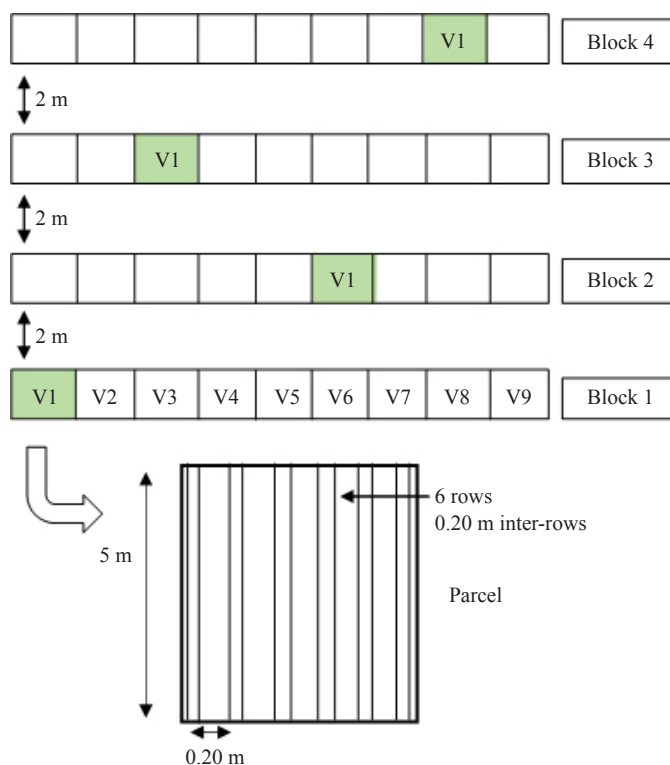 V1
Block 4
2 m
V1
Block 3
2 m
V1
Block 2
2 m
V1 V2 V3 V4 V5 V6 V7 V8 V9
Block 1
6 rows
0.20 m inter-rows
5 m
Parcel
0.20 m